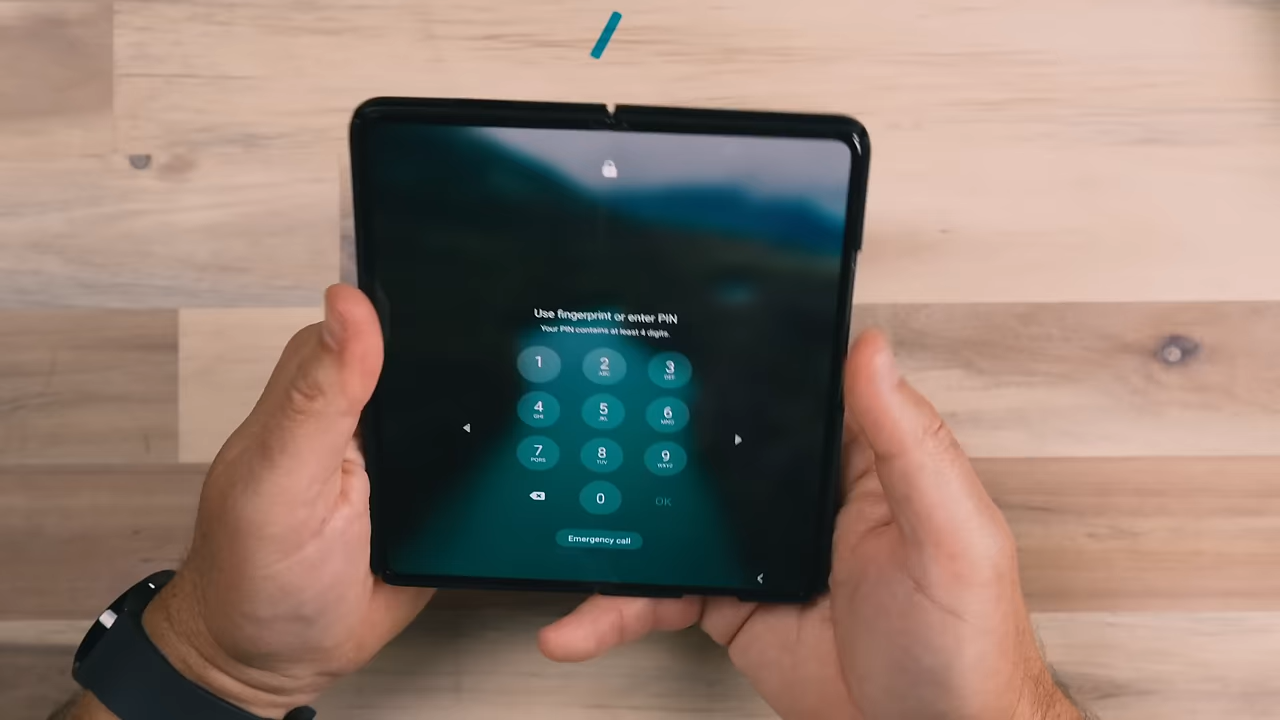 Use fingerprint or enter PIN
Your PIN contains at least 4 digits.
1
2 ABC
3 DEF
4 GHI
5 JKL
6 MNO
7 PQRS
8 TUV
9 WXYZ
0
OK
Emergency call